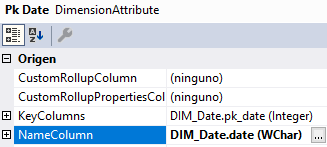 Pk Date DimensionAttribute
Origen
CustomRollupColumn (ninguno)
CustomRollupPropertiesCol (ninguno)
KeyColumns DIM_Date.pk_date (Integer)
NameColumn DIM_Date.date (WChar) ...